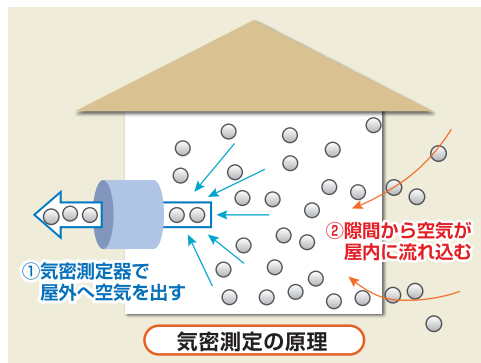 ①気密測定器で
屋外へ空気を出す
②隙間から空気が
屋内に流れ込む
気密測定の原理